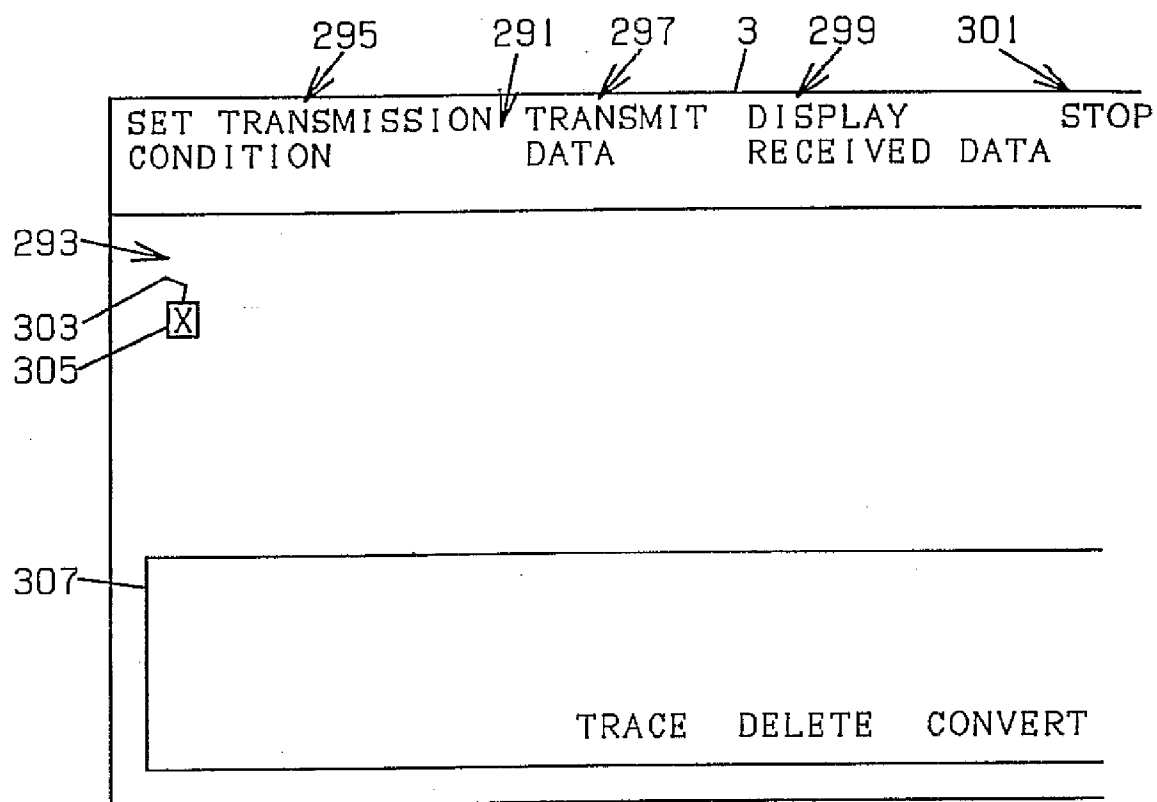 295 291 297 3 299 301
SET TRANSMISSION TRANSMIT DISPLAY STOP
CONDITION DATA RECEIVED DATA
293
303 X
305
307
TRACE DELETE CONVERT